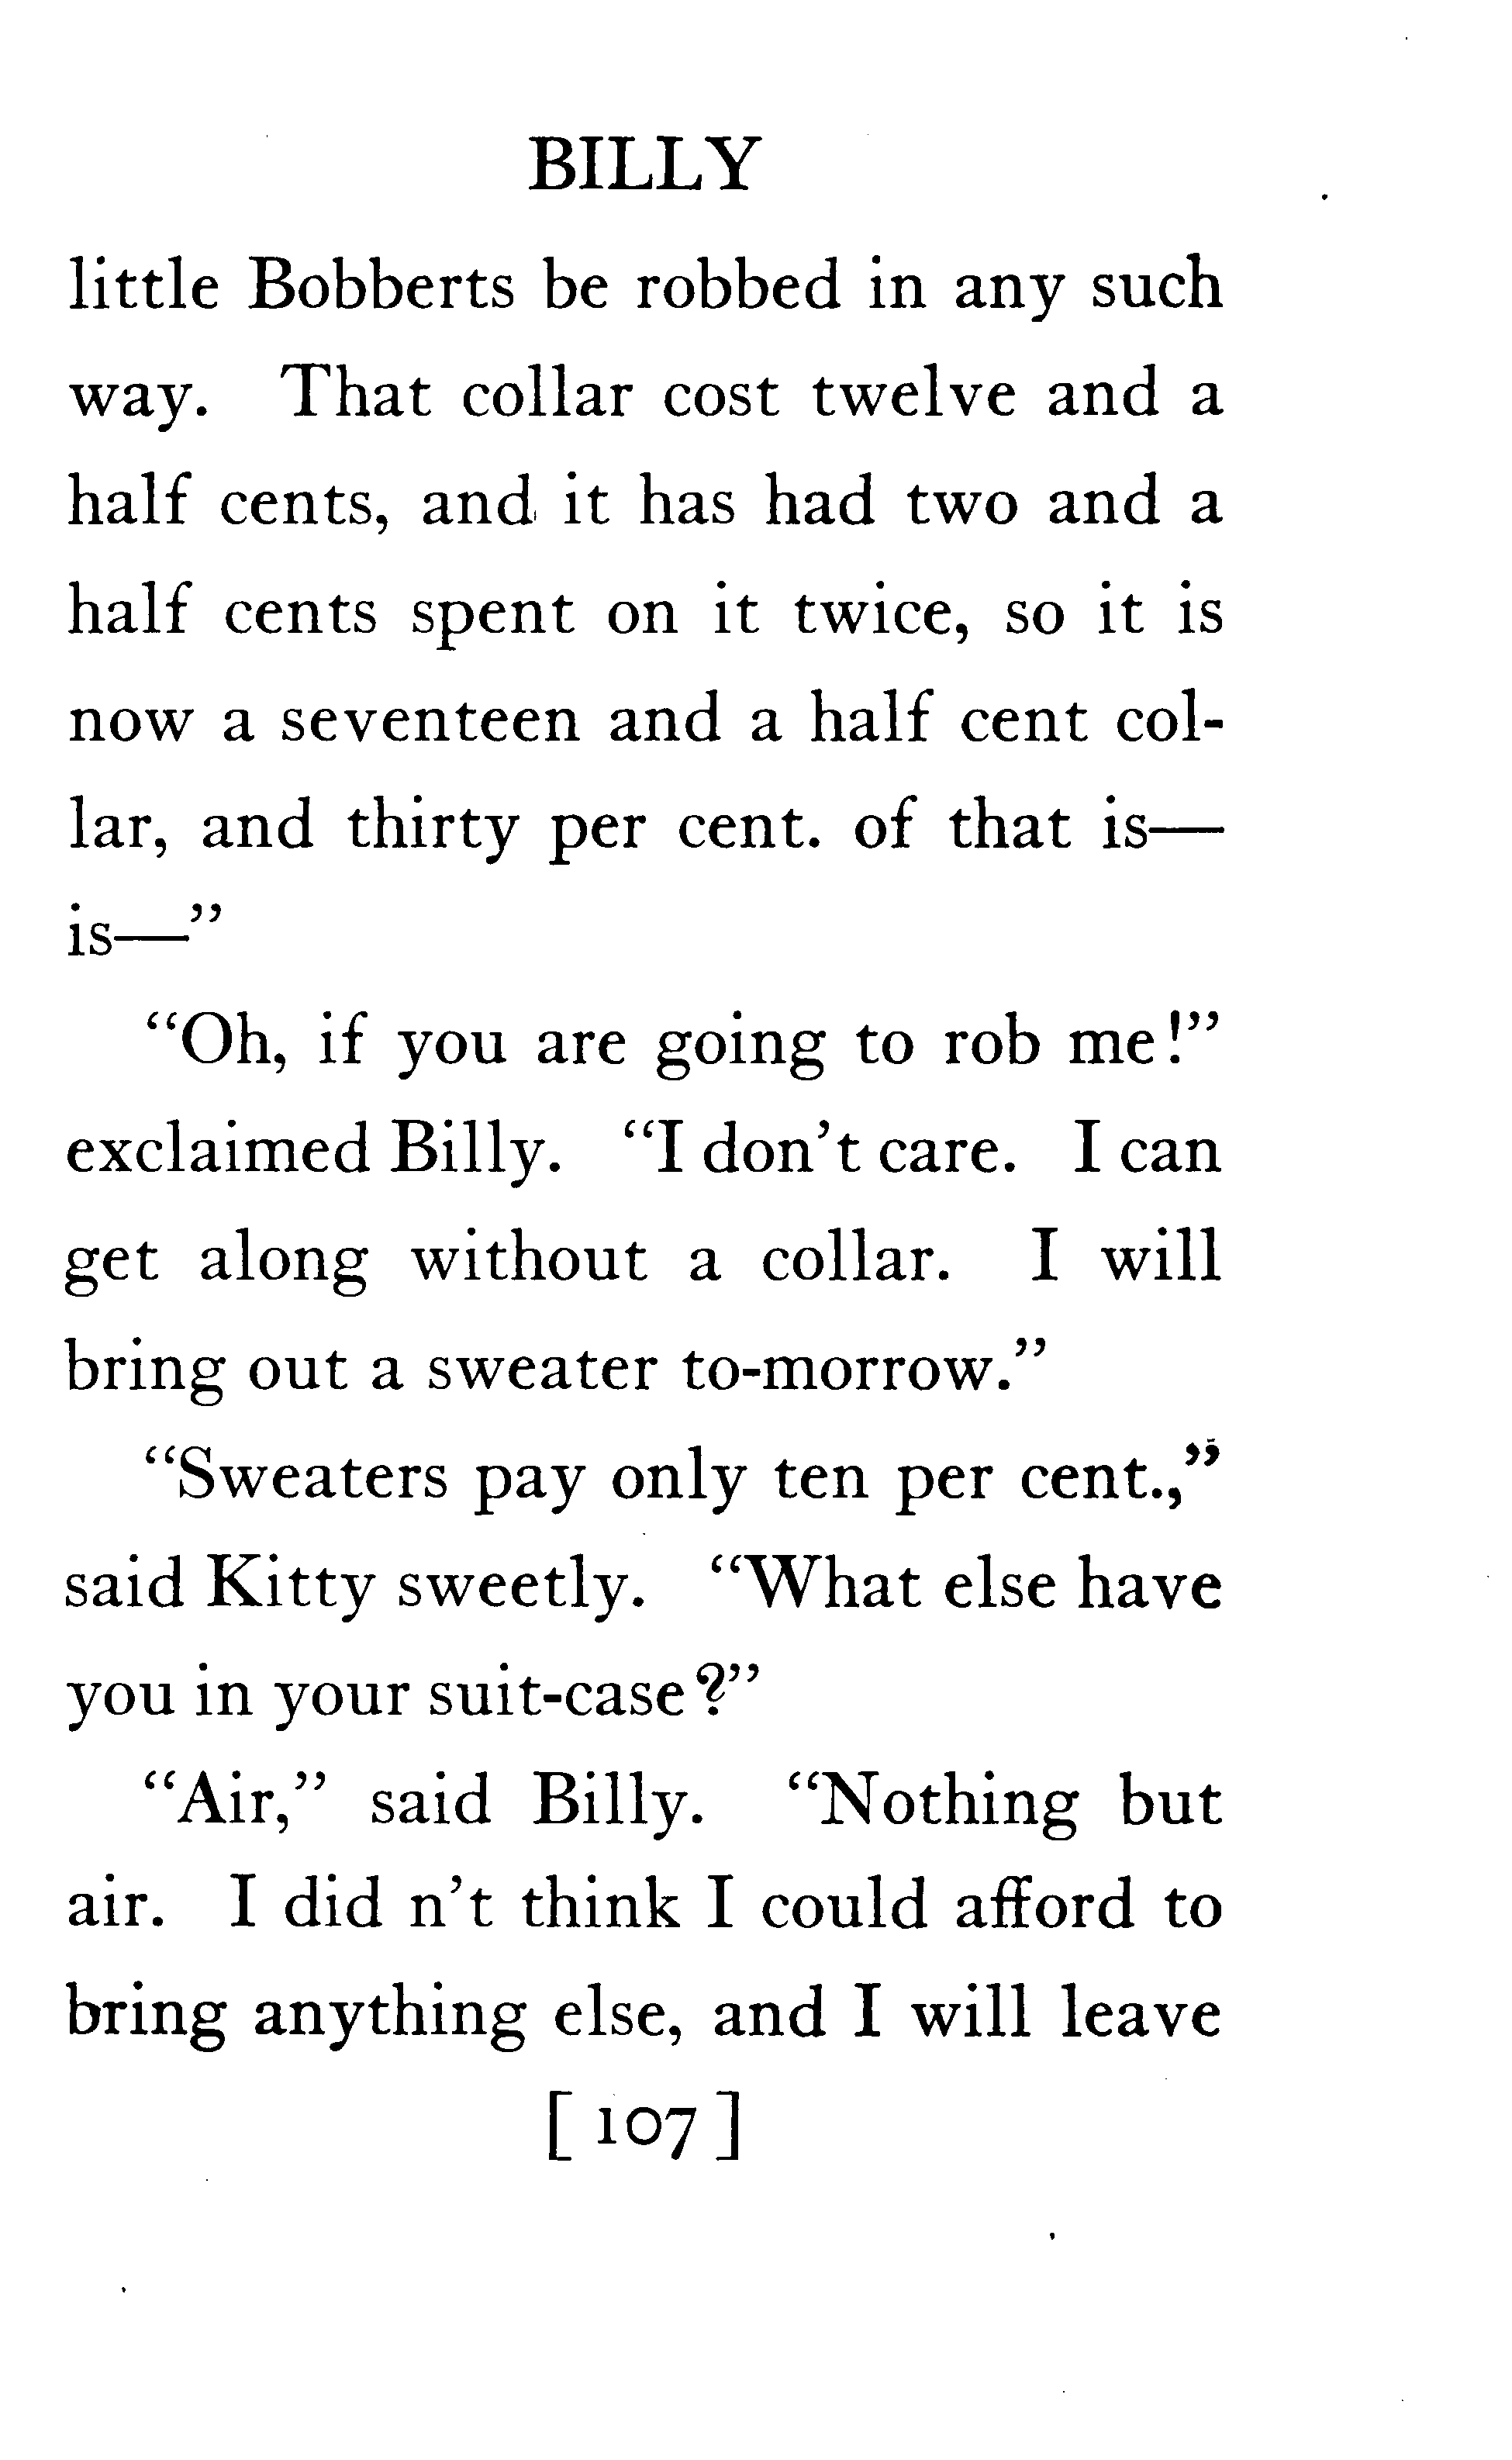 BILLY
little Bobberts be robbed in any such
way. That collar cost twelve and a
half cents, and it has had two and a
half cents spent on it twice, so it is
now a seventeen and a half cent col-
lar, and thirty per cent. of that is—
is—”
“Oh, if you are going to rob me!”
exclaimed Billy. “I don’t care. I can
get along without a collar. I will
bring out a sweater to-morrow.”
“Sweaters pay only ten per cent.,”
said Kitty sweetly. “What else have
you in your suit-case?”
“Air,” said Billy. “Nothing but
air. I did n’t think I could afford to
bring anything else, and I will leave
[ 107 ]